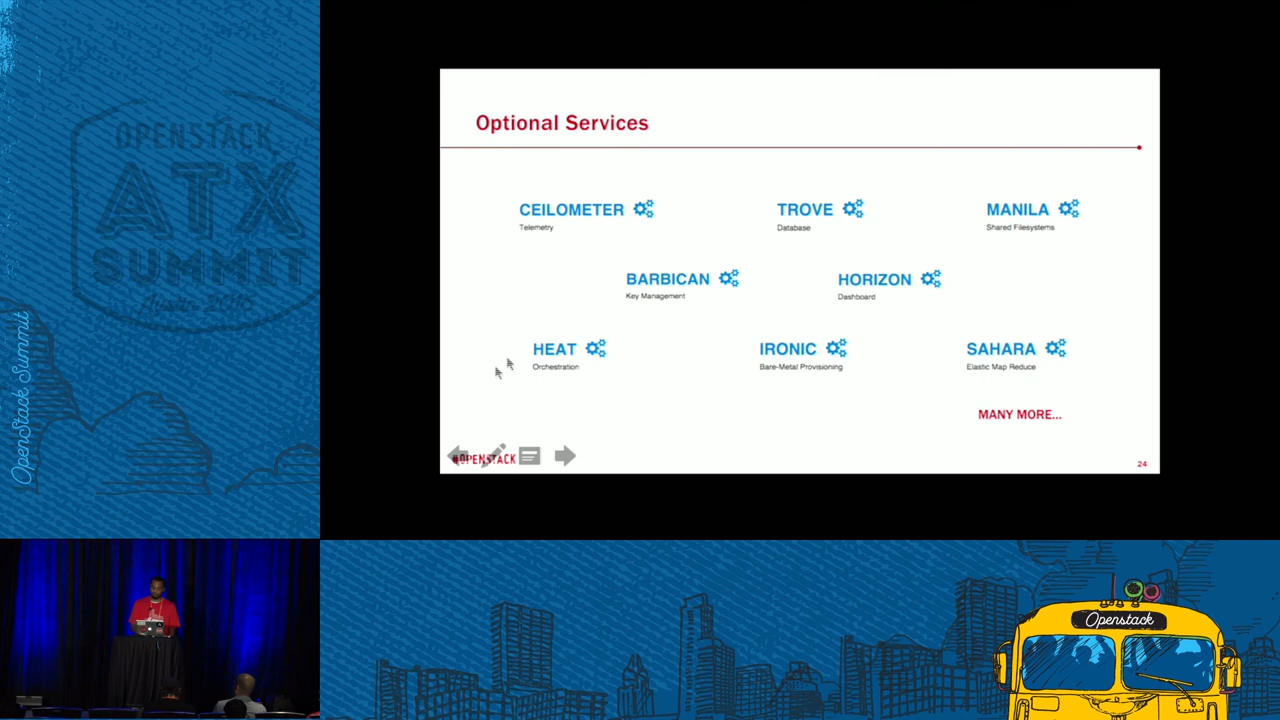 OPENSTACK
ATX
SUMMIT
OpenStack Summit
Optional Services
CEILOMETER
Telemetry
TROVE
Database
MANILA
Shared Filesystems
BARBICAN
Key Management
HORIZON
Dashboard
HEAT
Orchestration
IRONIC
Bare-Metal Provisioning
SAHARA
Elastic Map Reduce
MANY MORE...
#OPENSTACK
24
Openstack